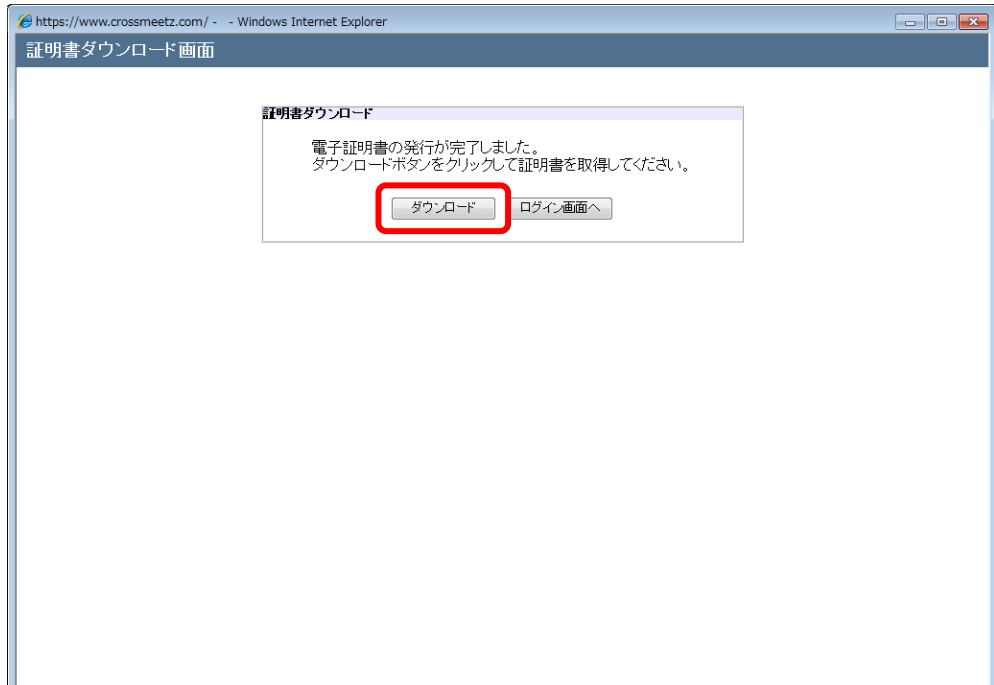 https://www.crossmeetz.com/ - - Windows Internet Explorer
証明書ダウンロード画面
証明書ダウンロード
電子証明書の発行が完了しました。
ダウンロードボタンをクリックして証明書を取得してください。
ダウンロード ログイン画面へ